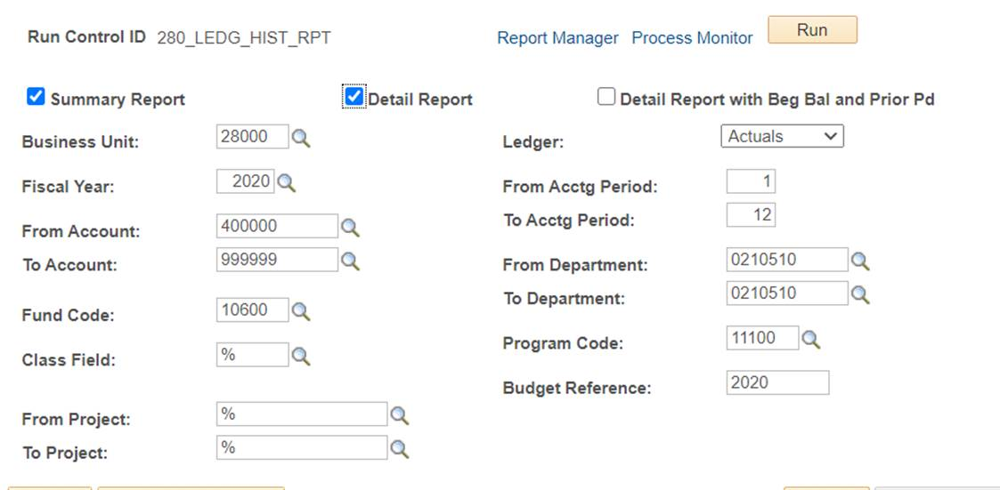 Run Control ID 280_LEDG_HIST_RPT Report Manager Process Monitor Run
Summary Report Detail Report Detail Report with Beg Bal and Prior Pd
Business Unit: 28000 Ledger: Actuals
Fiscal Year: 2020 From Acctg Period: 1
To Acctg Period: 12
From Account: 400000
To Account: 999999
From Department: 0210510
To Department: 0210510
Fund Code: 10600
Program Code: 11100
Class Field: %
Budget Reference: 2020
From Project: %
To Project: %